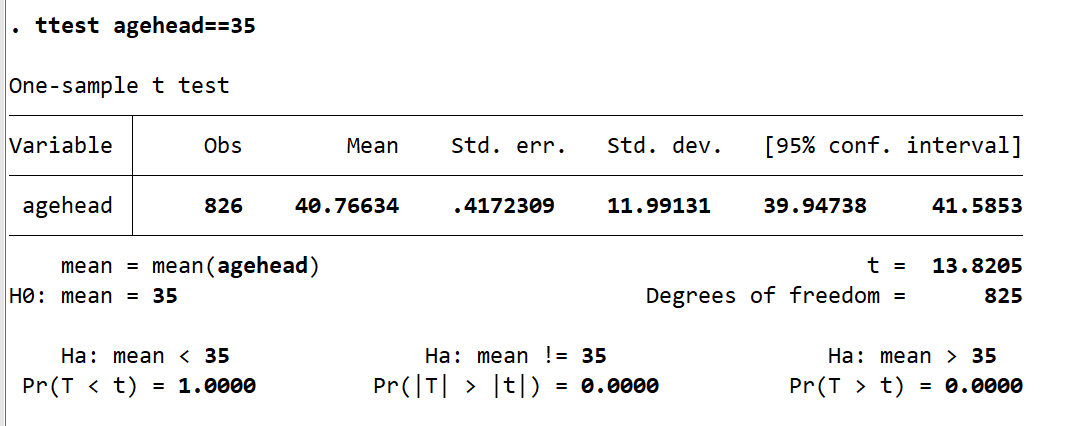 . ttest agehead==35
One-sample t test
Variable Obs Mean Std. err. Std. dev. [95% conf. interval]
agehead 826 40.76634 .4172309 11.99131 39.94738 41.5853
mean = mean(agehead) t = 13.8205
H0: mean = 35 Degrees of freedom = 825
Ha: mean < 35 Ha: mean != 35 Ha: mean > 35
Pr(T < t) = 1.0000 Pr(|T| > |t|) = 0.0000 Pr(T > t) = 0.0000